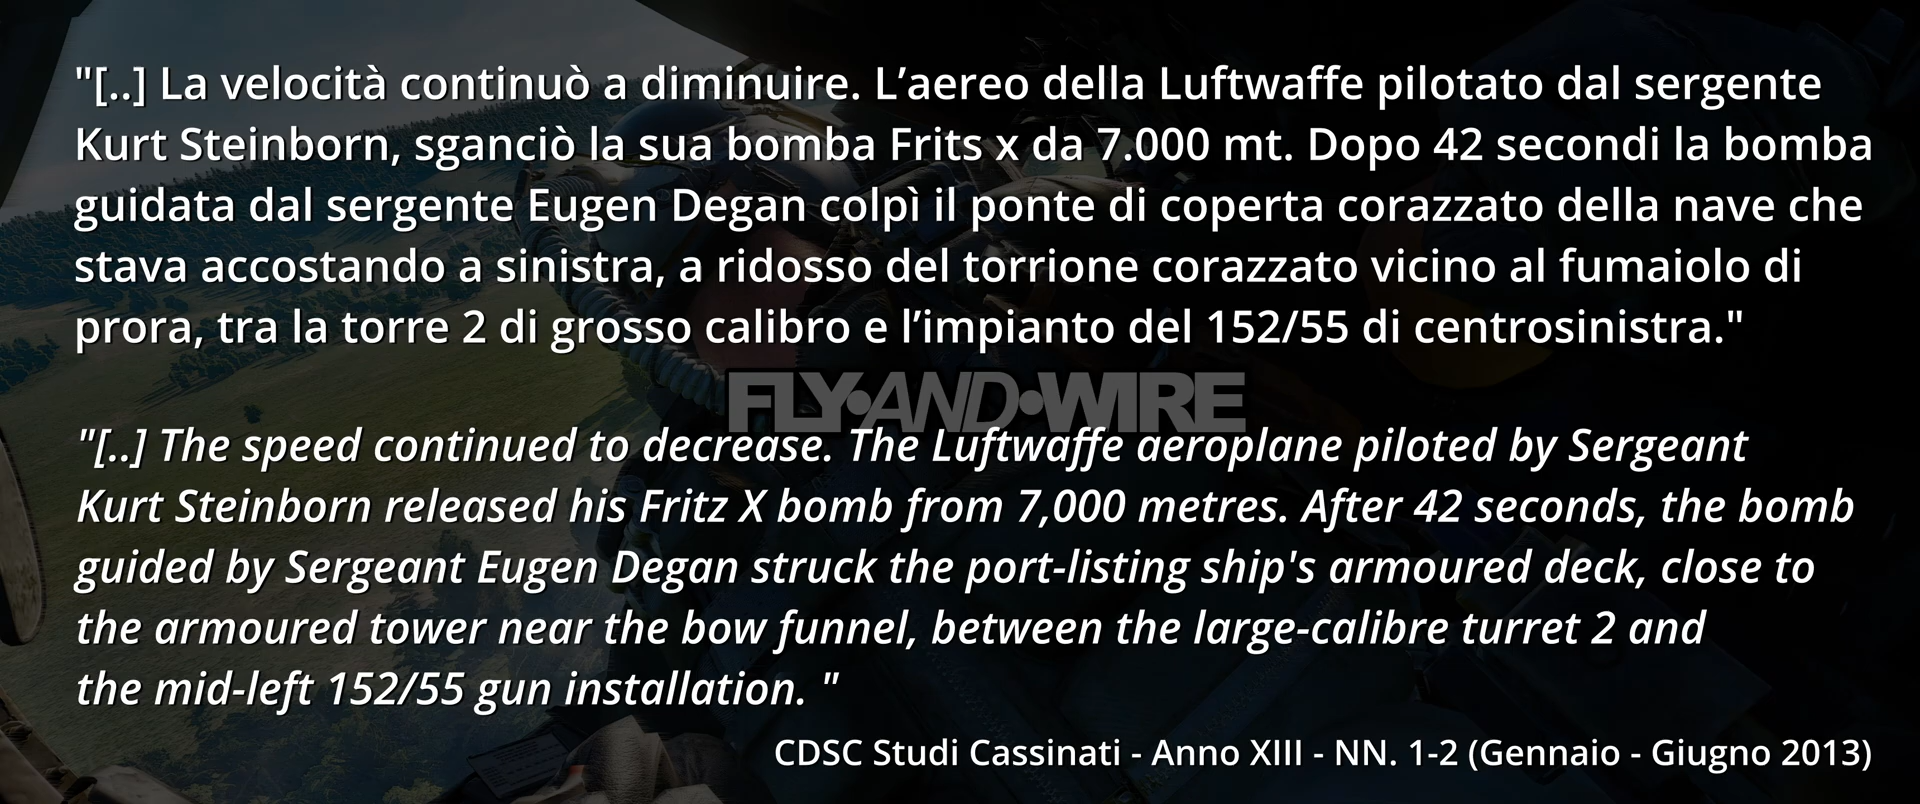 "[..] La velocità continuò a diminuire. L’aereo della Luftwaffe pilotato dal sergente
Kurt Steinborn, sganciò la sua bomba Frits x da 7.000 mt. Dopo 42 secondi la bomba
guidata dal sergente Eugen Degan colpì il ponte di coperta corazzato della nave che
stava accostando a sinistra, a ridosso del torrione corazzato vicino al fumaiolo di
prora, tra la torre 2 di grosso calibro e l’impianto del 152/55 di centrosinistra."
FLY•AND•WIRE
"[..] The speed continued to decrease. The Luftwaffe aeroplane piloted by Sergeant
Kurt Steinborn released his Fritz X bomb from 7,000 metres. After 42 seconds, the bomb
guided by Sergeant Eugen Degan struck the port-listing ship's armoured deck, close to
the armoured tower near the bow funnel, between the large-calibre turret 2 and
the mid-left 152/55 gun installation. "
CDSC Studi Cassinati - Anno XIII - NN. 1-2 (Gennaio - Giugno 2013)